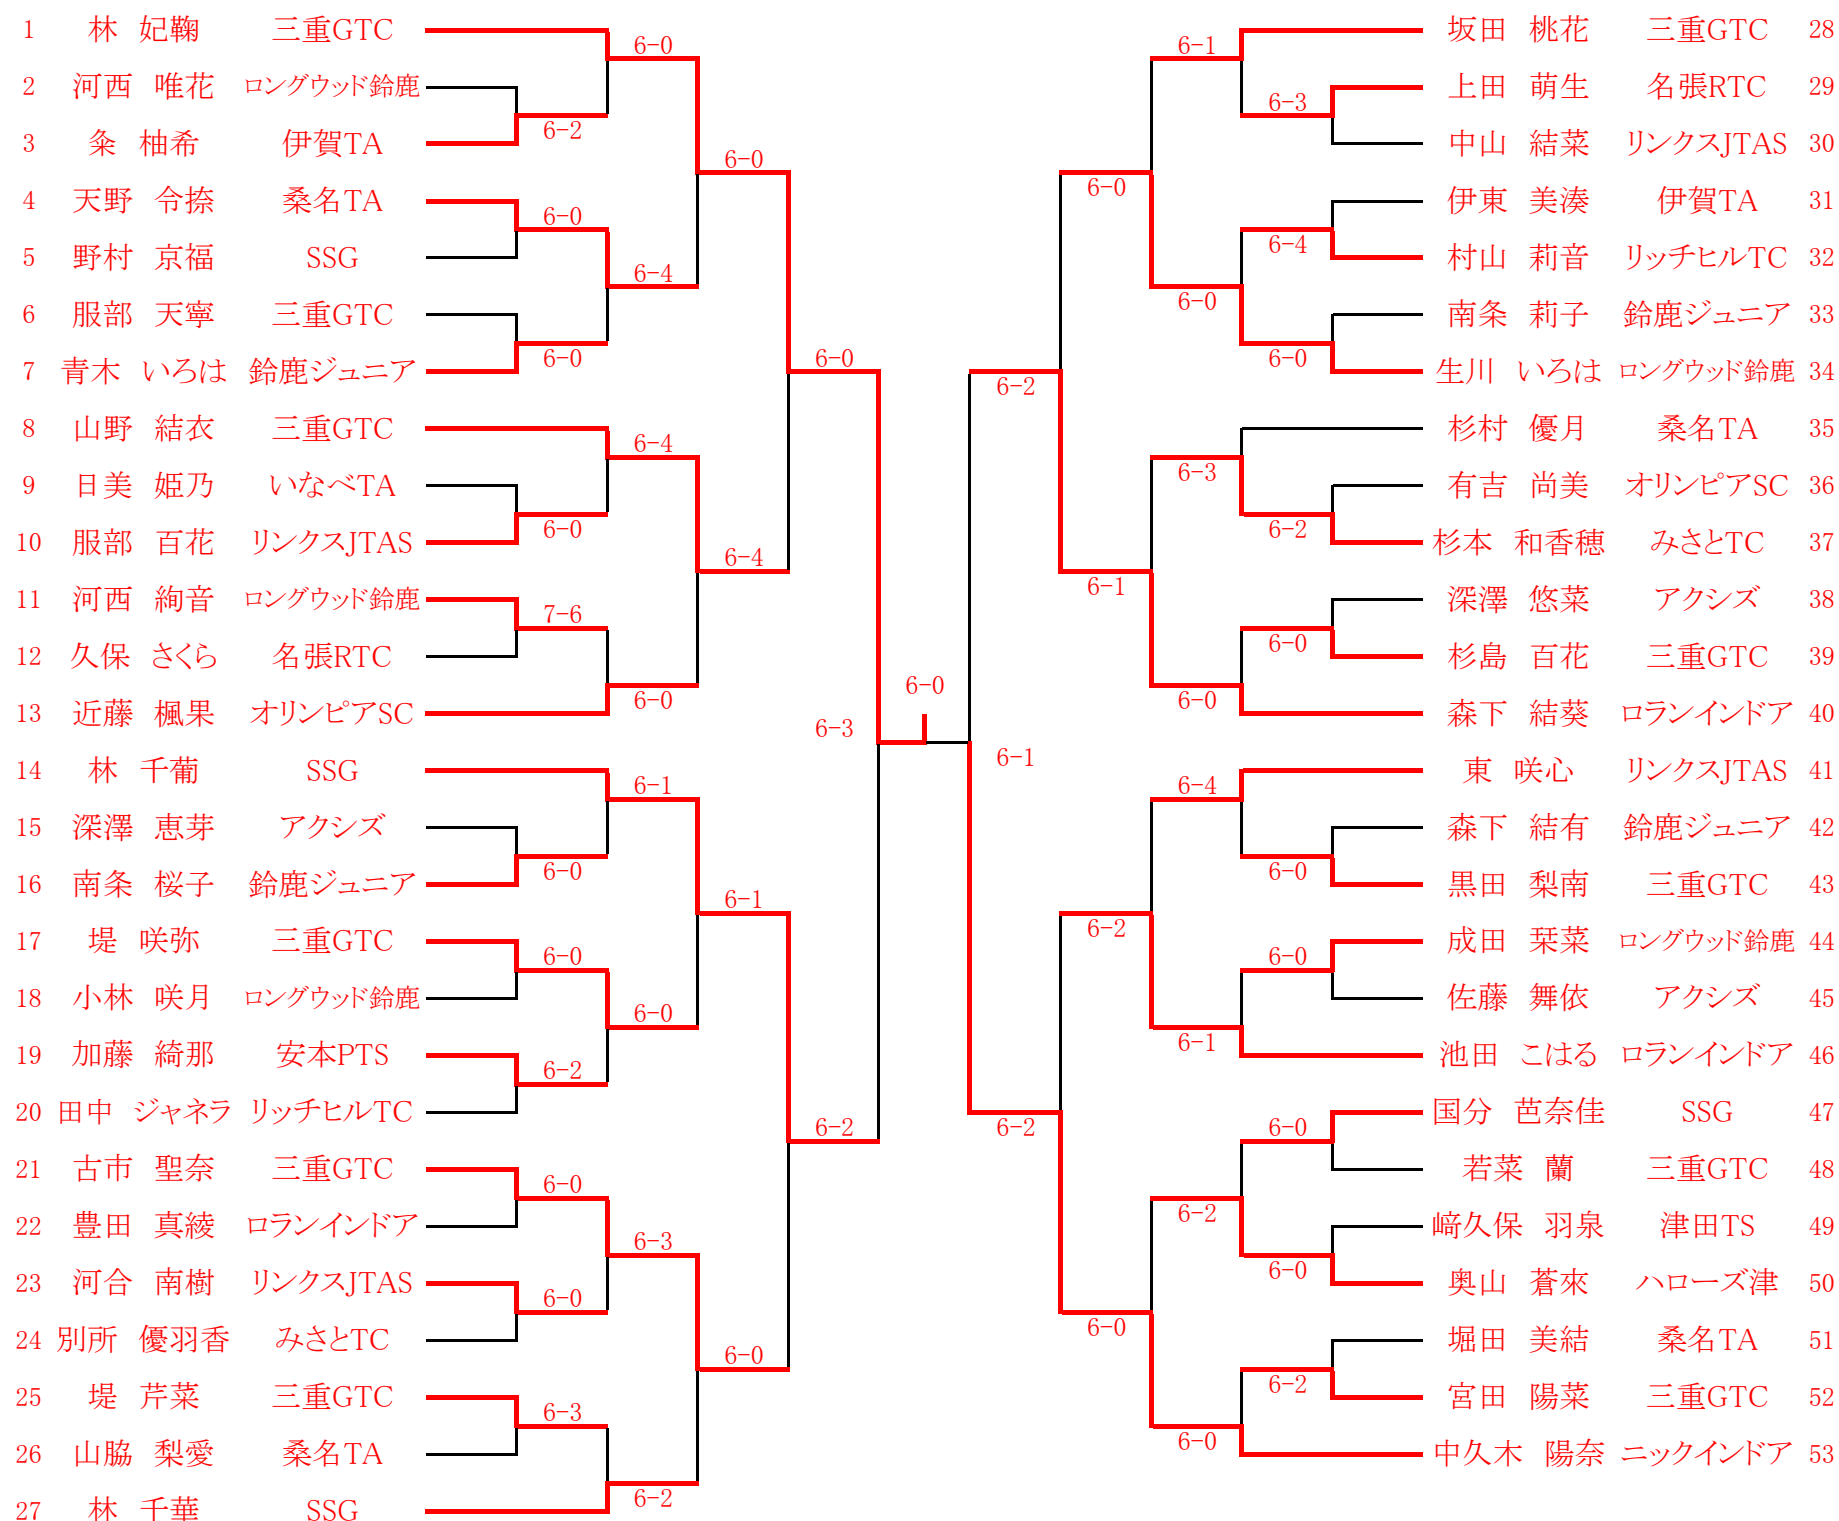 1 林 妃鞠 三重GTC
2 河西 唯花 ロングウッド鈴鹿
3 粂 柚希 伊賀TA
4 天野 令捺 桑名TA
5 野村 京福 SSG
6 服部 天寧 三重GTC
7 青木 いろは 鈴鹿ジュニア
8 山野 結衣 三重GTC
9 日美 姫乃 いなべTA
10 服部 百花 リンクスJTAS
11 河西 絢音 ロングウッド鈴鹿
12 久保 さくら 名張RTC
13 近藤 楓果 オリンピアSC
14 林 千葡 SSG
15 深澤 恵芽 アクシズ
16 南条 桜子 鈴鹿ジュニア
17 堤 咲弥 三重GTC
18 小林 咲月 ロングウッド鈴鹿
19 加藤 綺那 安本PTS
20 田中 ジャネラ リッチヒルTC
21 古市 聖奈 三重GTC
22 豊田 真綾 ロランインドア
23 河合 南樹 リンクスJTAS
24 別所 優羽香 みさとTC
25 堤 芹菜 三重GTC
26 山脇 梨愛 桑名TA
27 林 千華 SSG
6-2
6-0
6-0
6-0
7-6
6-0
6-0
6-2
6-0
6-0
6-3
6-0
6-4
6-4
6-0
6-1
6-0
6-3
6-2
6-0
6-4
6-1
6-0
6-0
6-2
6-3
6-0
6-1
6-2
6-2
6-0
6-1
6-2
6-0
6-1
6-0
6-3
6-0
6-4
6-1
6-2
6-0
6-3
6-4
6-0
6-2
6-0
6-0
6-0
6-0
6-0
6-2
坂田 桃花 三重GTC 28
上田 萌生 名張RTC 29
中山 結菜 リンクスJTAS 30
伊東 美湊 伊賀TA 31
村山 莉音 リッチヒルTC 32
南条 莉子 鈴鹿ジュニア 33
生川 いろは ロングウッド鈴鹿 34
杉村 優月 桑名TA 35
有吉 尚美 オリンピアSC 36
杉本 和香穂 みさとTC 37
深澤 悠菜 アクシズ 38
杉島 百花 三重GTC 39
森下 結葵 ロランインドア 40
東 咲心 リンクスJTAS 41
森下 結有 鈴鹿ジュニア 42
黒田 梨南 三重GTC 43
成田 栞菜 ロングウッド鈴鹿 44
佐藤 舞依 アクシズ 45
池田 こはる ロランインドア 46
国分 芭奈佳 SSG 47
若菜 蘭 三重GTC 48
﨑久保 羽泉 津田TS 49
奥山 蒼來 ハローズ津 50
堀田 美結 桑名TA 51
宮田 陽菜 三重GTC 52
中久木 陽奈 ニックインドア 53